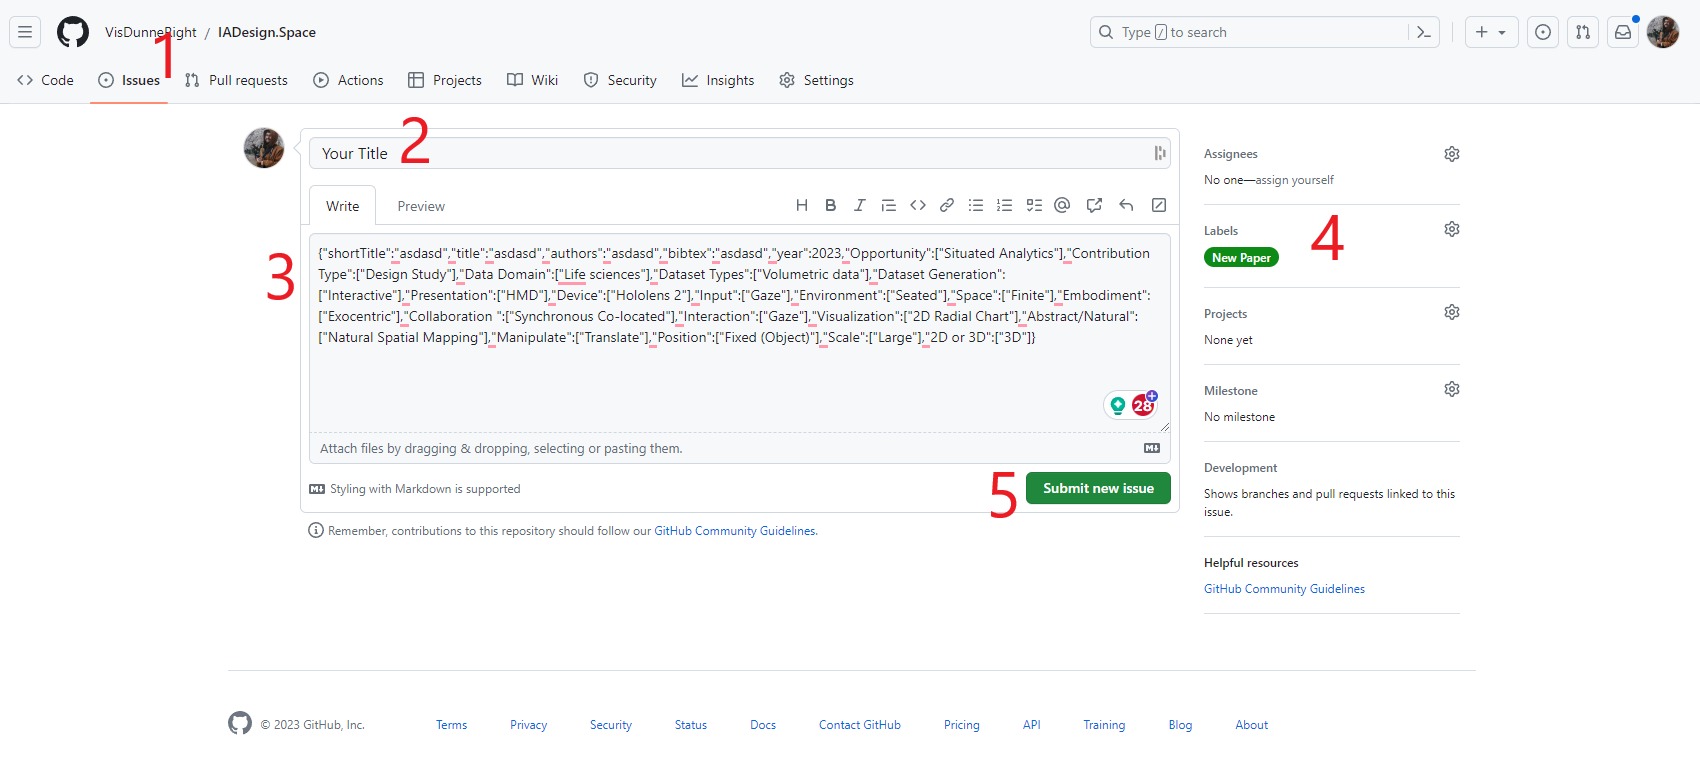 VisDunneRight / IADesign.Space
Type / to search
1
Code Issues Pull requests Actions Projects Wiki Security Insights Settings
2
Your Title
Write Preview
H B I
3
{"shortTitle":"asdasd","title":"asdasd","authors":"asdasd","bibtex":"asdasd","year":2023,"Opportunity":["Situated Analytics"],"Contribution
Type":["Design Study"],"Data Domain":["Life sciences"],"Dataset Types":["Volumetric data"],"Dataset Generation":
["Interactive"],"Presentation":["HMD"],"Device":["Hololens 2"],"Input":["Gaze"],"Environment":["Seated"],"Space":["Finite"],"Embodiment":
["Exocentric"],"Collaboration ":["Synchronous Co-located"],"Interaction":["Gaze"],"Visualization":["2D Radial Chart"],"Abstract/Natural":
["Natural Spatial Mapping"],"Manipulate":["Translate"],"Position":["Fixed (Object)"],"Scale":["Large"],"2D or 3D":["3D"]}
28
Attach files by dragging & dropping, selecting or pasting them.
Styling with Markdown is supported
5
Submit new issue
Remember, contributions to this repository should follow our GitHub Community Guidelines.
Assignees
No one—assign yourself
4
Labels
New Paper
Projects
None yet
Milestone
No milestone
Development
Shows branches and pull requests linked to this
issue.
Helpful resources
GitHub Community Guidelines
© 2023 GitHub, Inc. Terms Privacy Security Status Docs Contact GitHub Pricing API Training Blog About